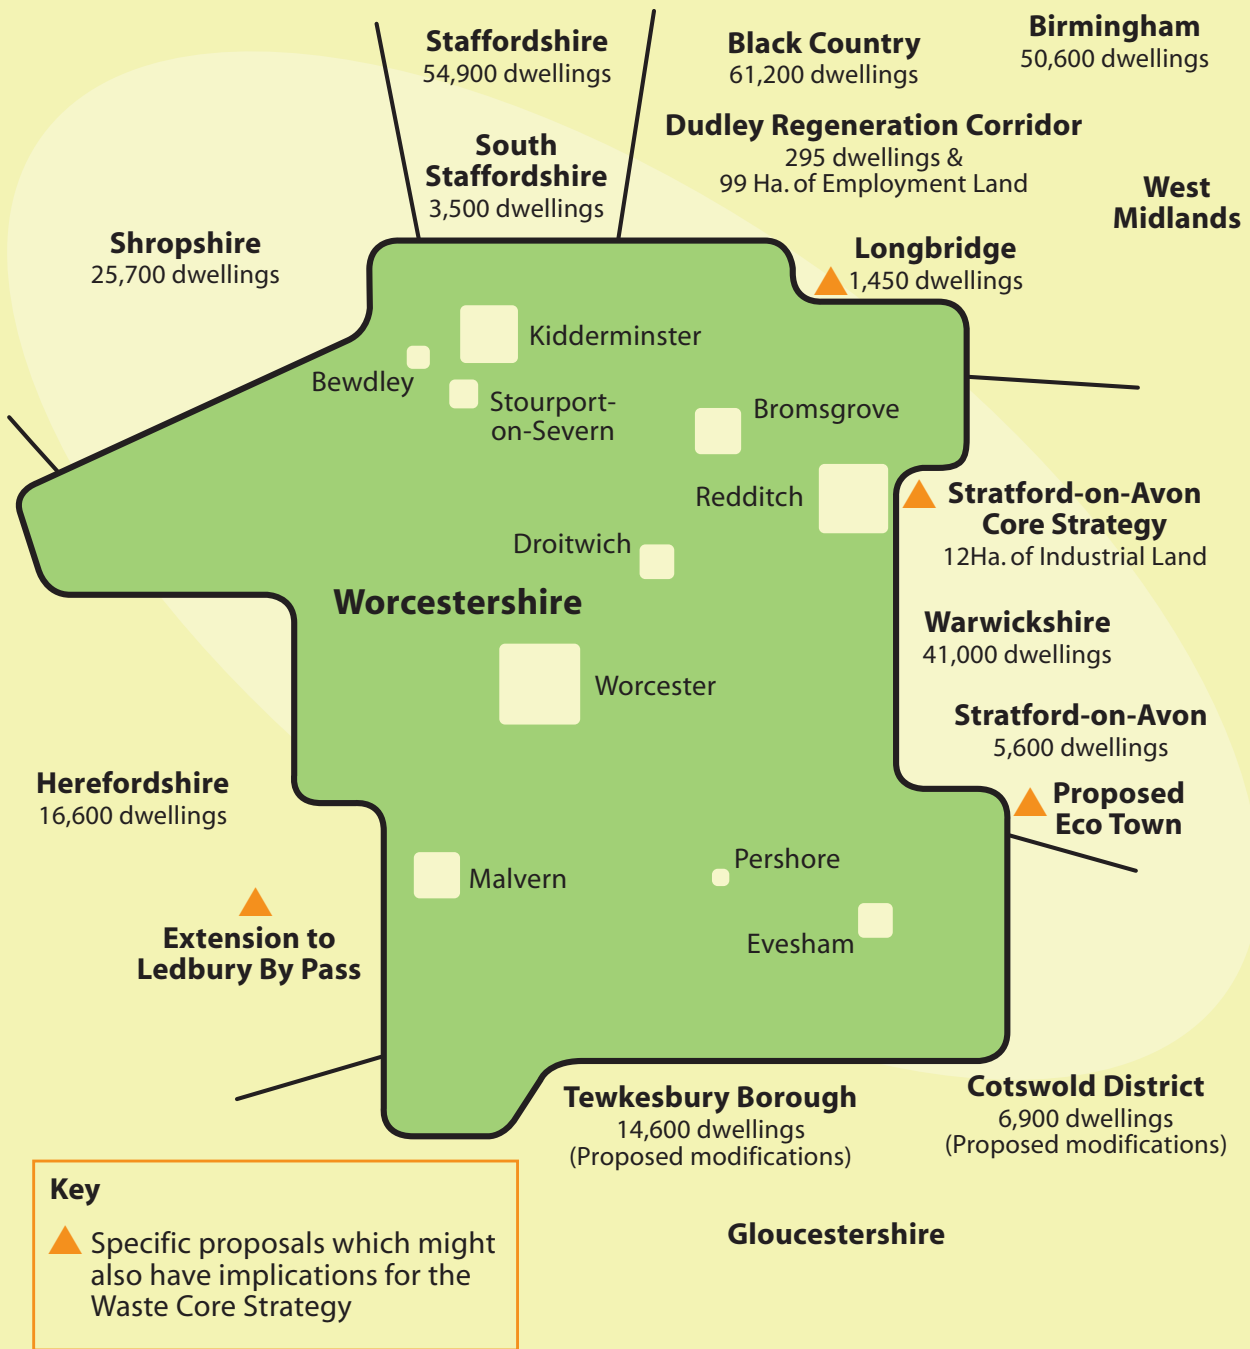 Staffordshire
54,900 dwellings
Black Country
61,200 dwellings
Birmingham
50,600 dwellings
South
Staffordshire
3,500 dwellings
Dudley Regeneration Corridor
295 dwellings &
99 Ha. of Employment Land
West
Midlands
Shropshire
25,700 dwellings
Longbridge
1,450 dwellings
Kidderminster
Bewdley
Stourport-
on-Severn
Bromsgrove
Redditch
Stratford-on-Avon
Core Strategy
12Ha. of Industrial Land
Droitwich
Worcestershire
Warwickshire
41,000 dwellings
Worcester
Stratford-on-Avon
5,600 dwellings
Herefordshire
16,600 dwellings
Proposed
Eco Town
Malvern
Pershore
Evesham
Extension to
Ledbury By Pass
Tewkesbury Borough
14,600 dwellings
(Proposed modifications)
Cotswold District
6,900 dwellings
(Proposed modifications)
Gloucestershire
Key
Specific proposals which might
also have implications for the
Waste Core Strategy